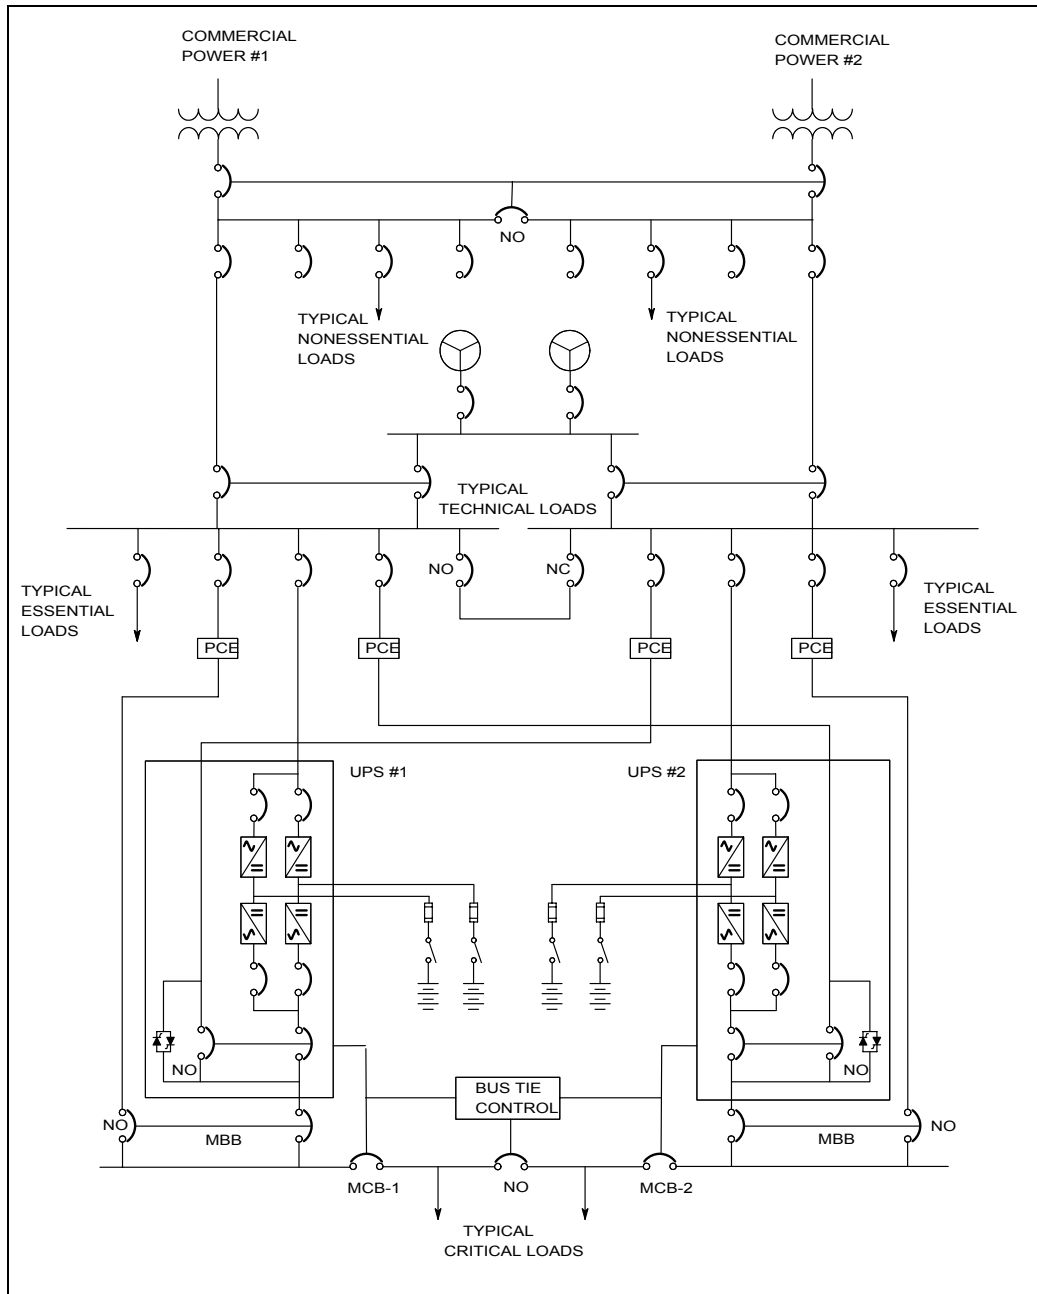 COMMERCIAL
POWER #1
COMMERCIAL
POWER #2
NO
TYPICAL
NONESSENTIAL
LOADS
TYPICAL
NONESSENTIAL
LOADS
TYPICAL
TECHNICAL LOADS
NO
NC
TYPICAL
ESSENTIAL
LOADS
TYPICAL
ESSENTIAL
LOADS
PCE
PCE
PCE
PCE
UPS #1
UPS #2
NO
NO
BUS TIE
CONTROL
NO
MBB
MBB
NO
MCB-1
NO
MCB-2
TYPICAL
CRITICAL LOADS